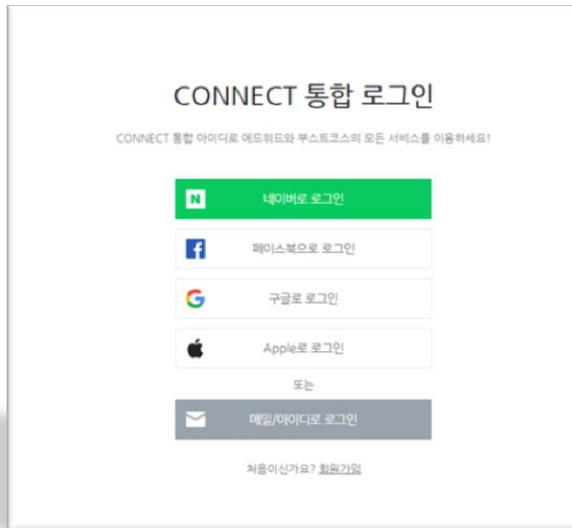 CONNECT 통합 로그인
CONNECT 통합 아이디로 에드위드와 부스트코스의 모든 서비스를 이용하세요!
N 네이버로 로그인
f 페이스북으로 로그인
G 구글로 로그인
Apple로 로그인
또는
메일/아이디로 로그인
처음이신가요? 회원가입